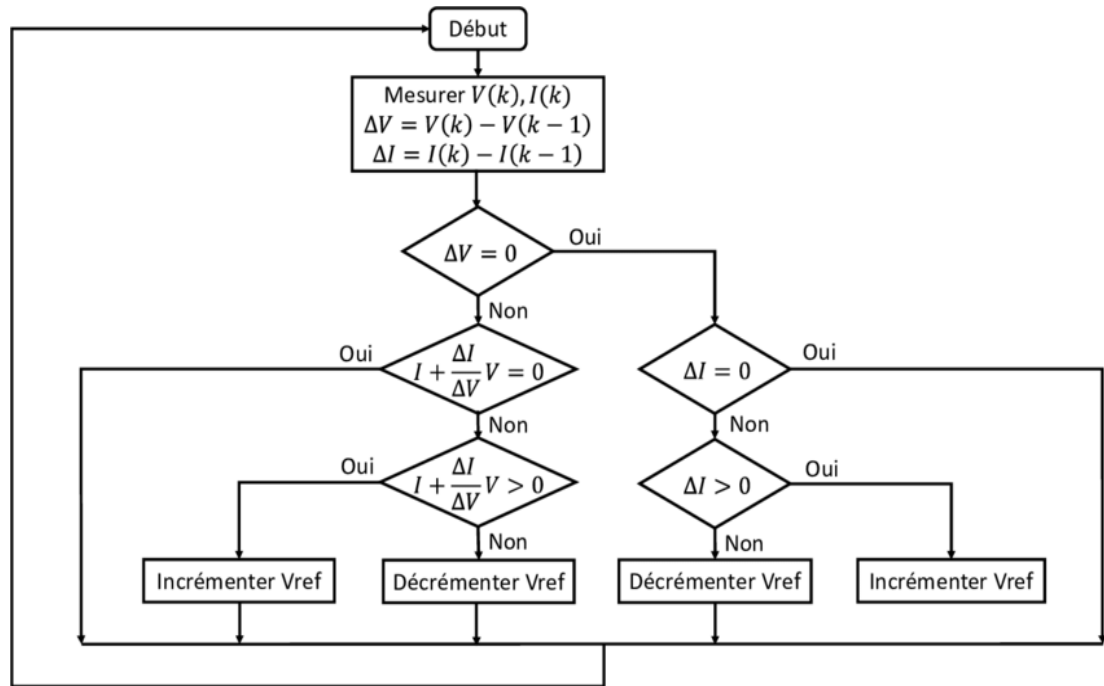 Début
Mesurer V(k), I(k)
ΔV = V(k) − V(k − 1)
ΔI = I(k) − I(k − 1)
ΔV = 0
Oui
Non
I + ΔI/ΔV V = 0
Oui
Non
ΔI = 0
Oui
Non
I + ΔI/ΔV V > 0
Oui
Non
ΔI > 0
Oui
Non
Incrémenter Vref
Décrémenter Vref
Décrémenter Vref
Incrémenter Vref